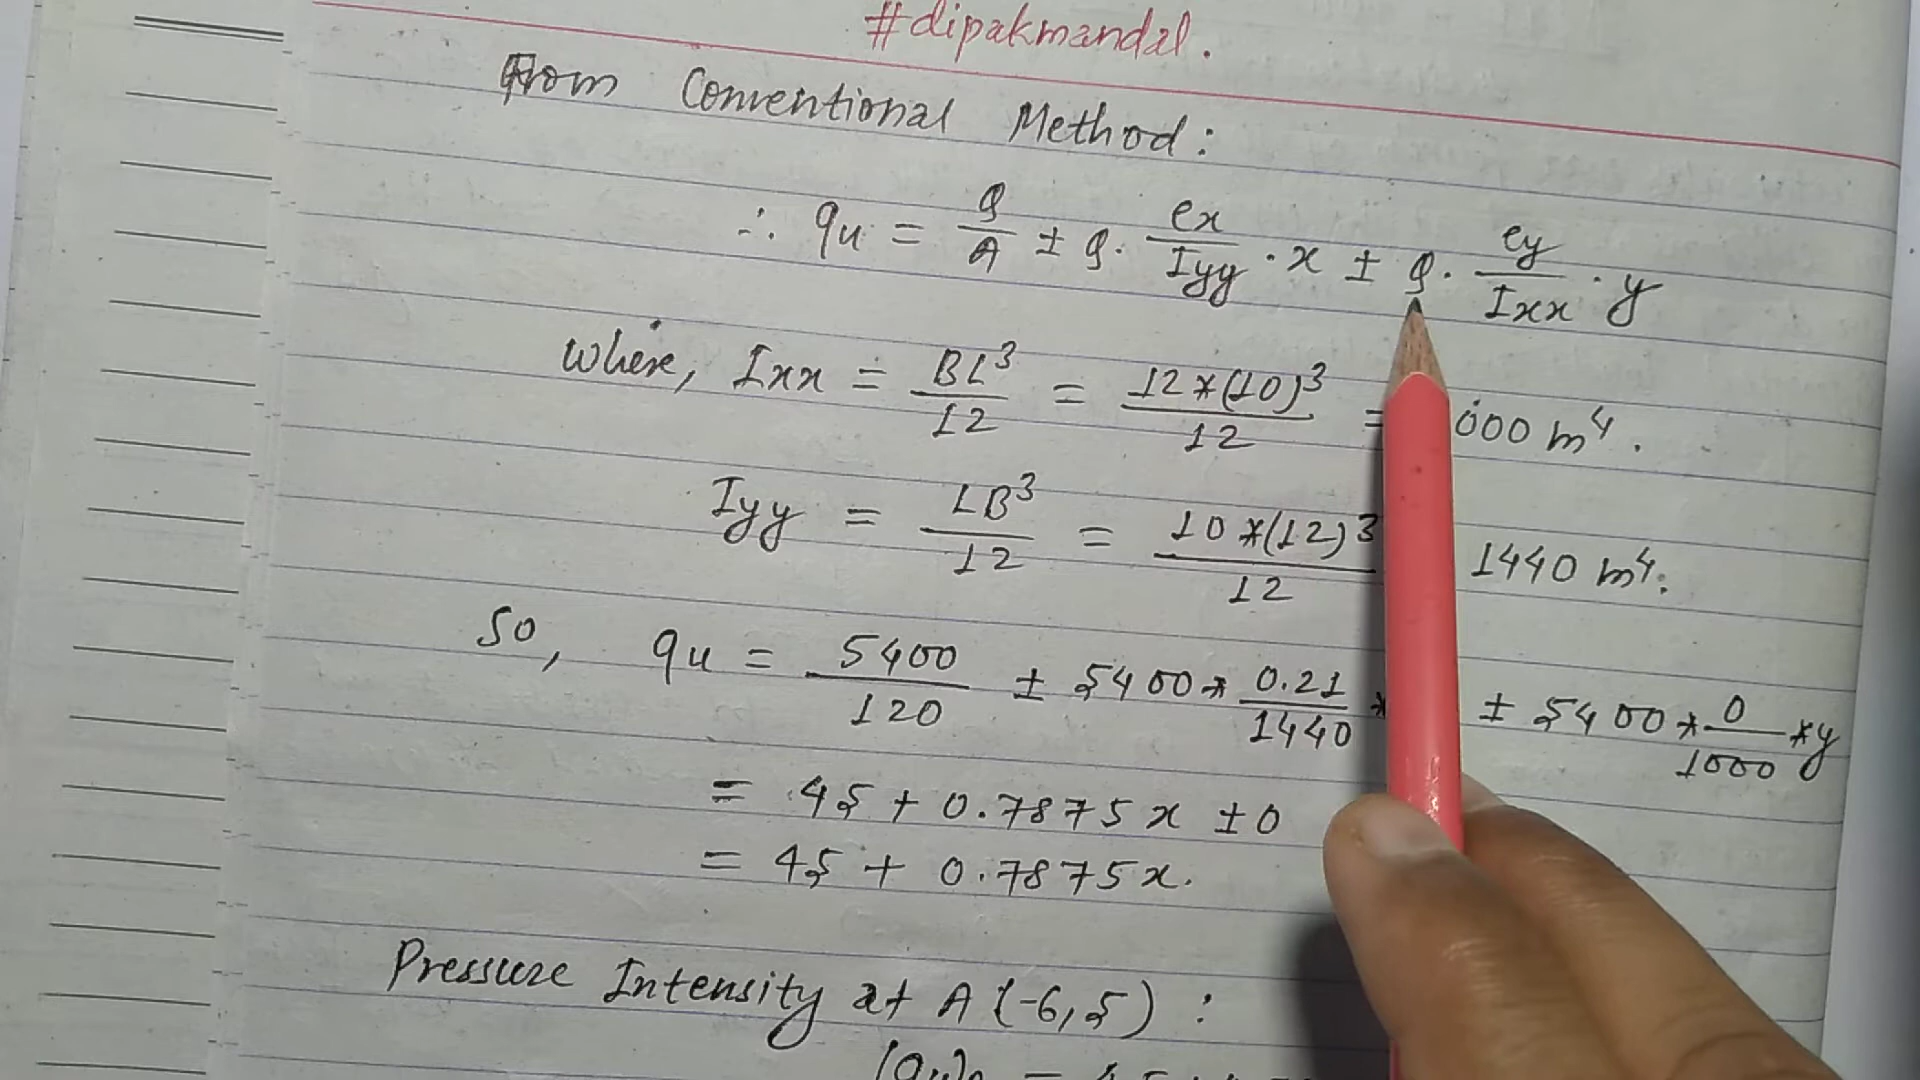 #dipakmandal.
From Conventional Method:
∴ qu = Q/A ± Q. ex/Iyy · x ± Q. ey/Ixx · y
Where, Ixx = BL³/12 = 12*(10)³/12 = 000 m⁴.
Iyy = LB³/12 = 10*(12)³/12 1440 m⁴.
So, qu = 5400/120 ± 5400*0.21/1440 * ± 5400*0/1000*y
= 45 + 0.7875x ± 0
= 45 + 0.7875x.
Pressure Intensity at A(-6,5):